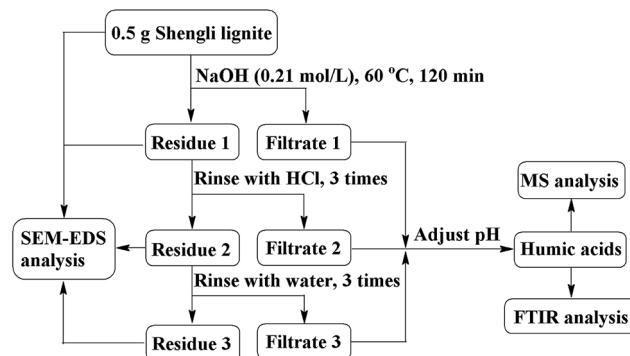 0.5 g Shengli lignite
NaOH (0.21 mol/L), 60 °C, 120 min
Residue 1
Filtrate 1
Rinse with HCl, 3 times
MS analysis
SEM-EDS
analysis
Residue 2
Filtrate 2
Adjust pH
Humic acids
Rinse with water, 3 times
FTIR analysis
Residue 3
Filtrate 3